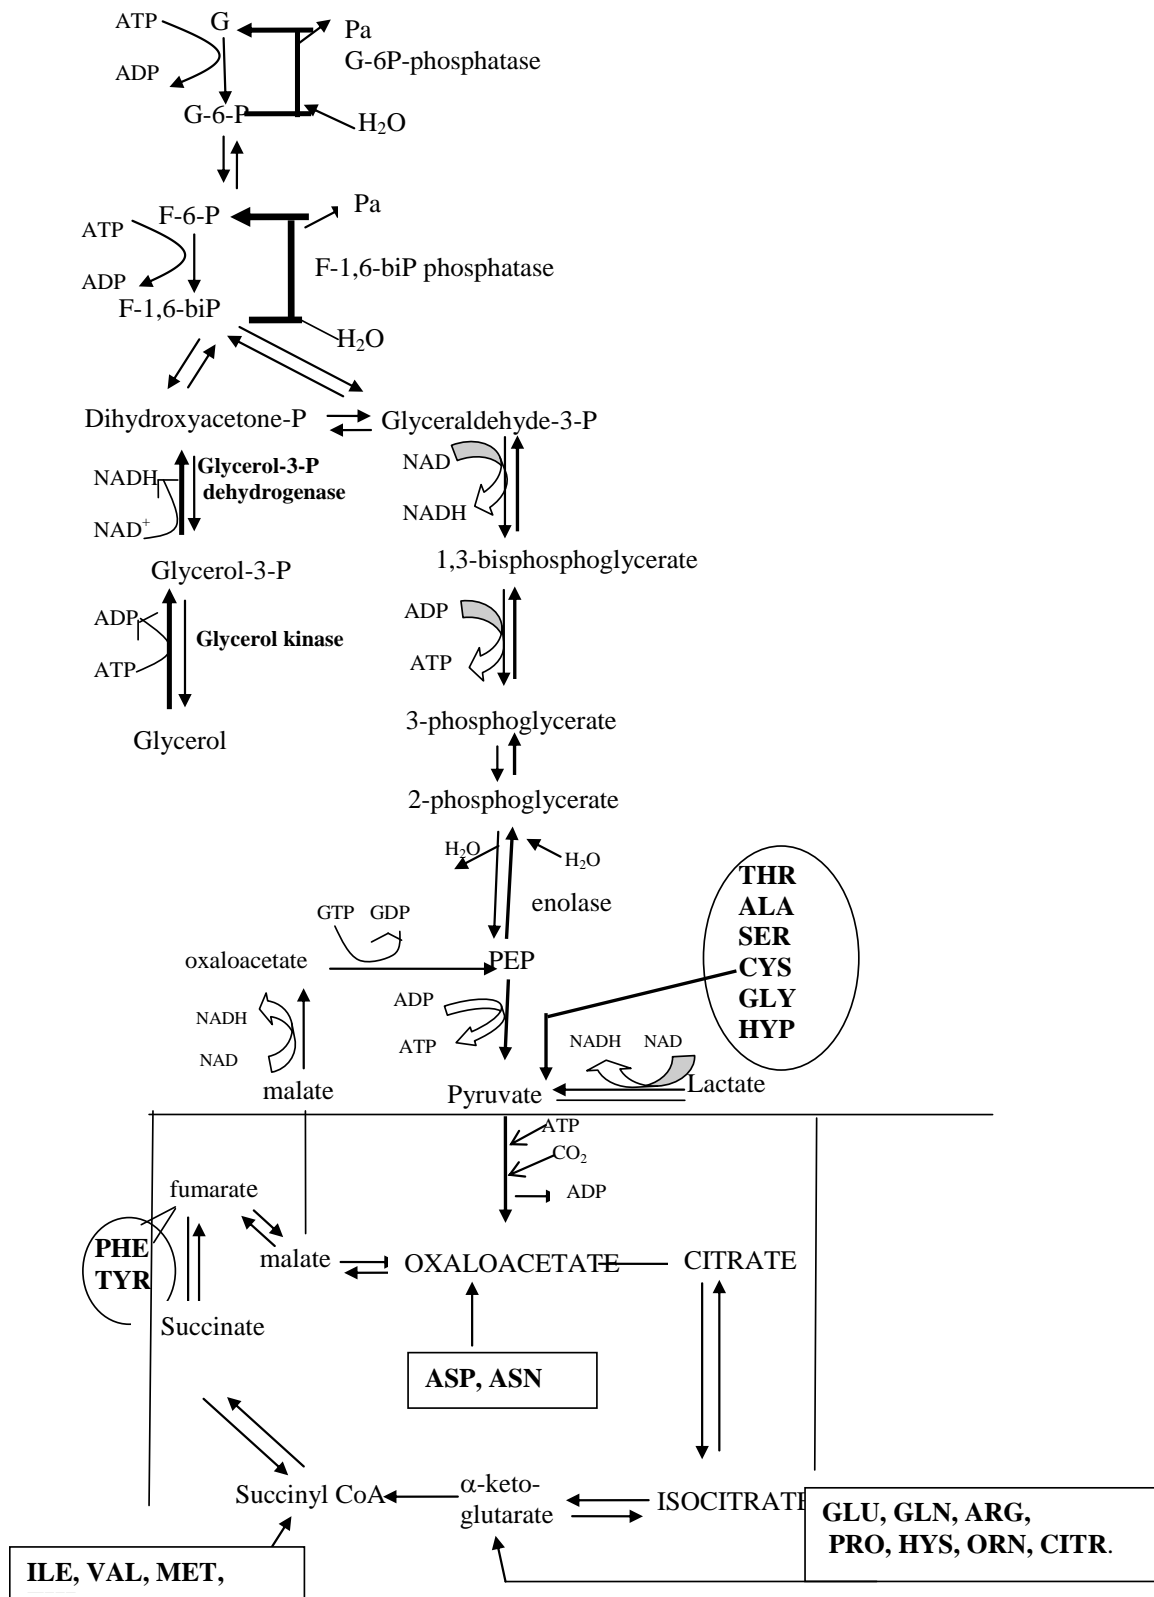 ATP G Pa
G-6P-phosphatase
ADP
G-6-P H₂O
F-6-P Pa
ATP
F-1,6-biP phosphatase
ADP
F-1,6-biP
H₂O
Dihydroxyacetone-P Glyceraldehyde-3-P
NADH Glycerol-3-P NAD
dehydrogenase
NAD⁺ NADH
Glycerol-3-P 1,3-bisphosphoglycerate
ADP Glycerol kinase ADP
ATP ATP
3-phosphoglycerate
Glycerol
2-phosphoglycerate
H₂O H₂O
enolase
THR
ALA
SER
CYS
GLY
HYP
GTP GDP
oxaloacetate PEP
NADH ADP
NAD ATP NADH NAD
malate Pyruvate Lactate
ATP
CO₂
ADP
fumarate
PHE
TYR
malate OXALOACETATE CITRATE
Succinate
ASP, ASN
Succinyl CoA α-keto-
glutarate ISOCITRATE
GLU, GLN, ARG,
PRO, HYS, ORN, CITR.
ILE, VAL, MET,